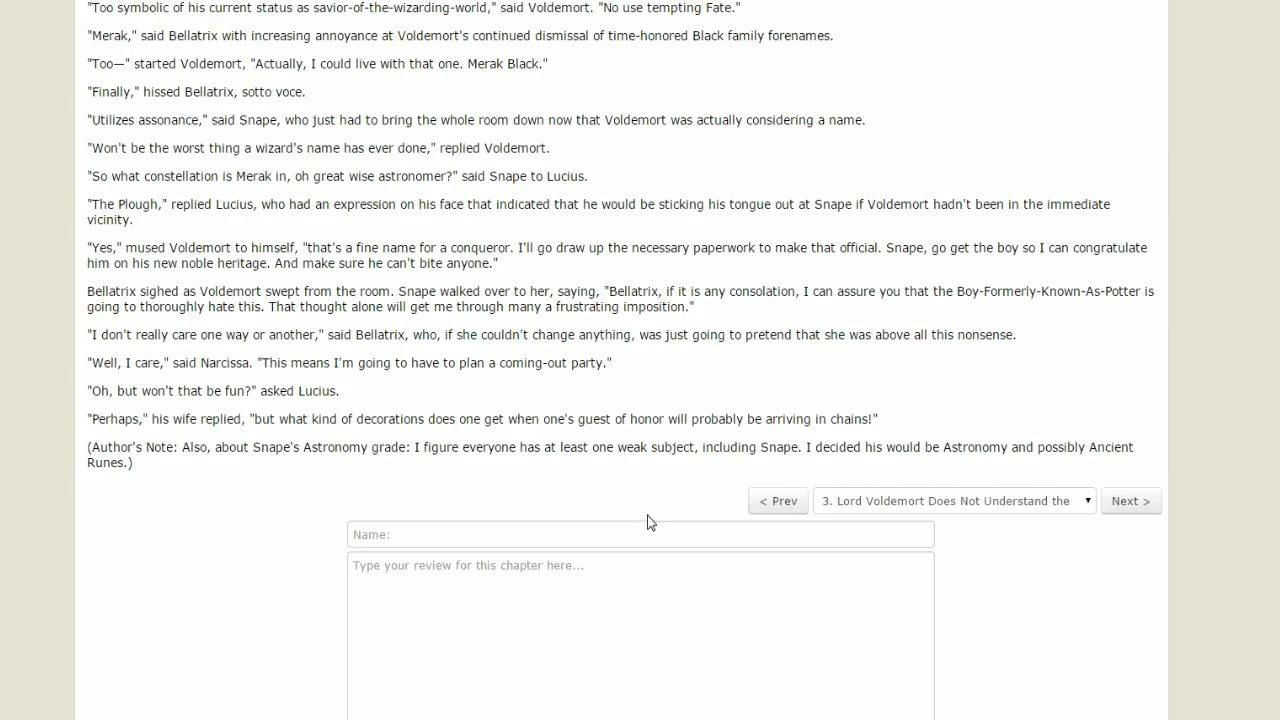 "Too symbolic of his current status as savior-of-the-wizarding-world," said Voldemort. "No use tempting Fate."
"Merak," said Bellatrix with increasing annoyance at Voldemort's continued dismissal of time-honored Black family forenames.
"Too—" started Voldemort, "Actually, I could live with that one. Merak Black."
"Finally," hissed Bellatrix, sotto voce.
"Utilizes assonance," said Snape, who just had to bring the whole room down now that Voldemort was actually considering a name.
"Won't be the worst thing a wizard's name has ever done," replied Voldemort.
"So what constellation is Merak in, oh great wise astronomer?" said Snape to Lucius.
"The Plough," replied Lucius, who had an expression on his face that indicated that he would be sticking his tongue out at Snape if Voldemort hadn't been in the immediate
vicinity.
"Yes," mused Voldemort to himself, "that's a fine name for a conqueror. I'll go draw up the necessary paperwork to make that official. Snape, go get the boy so I can congratulate
him on his new noble heritage. And make sure he can't bite anyone."
Bellatrix sighed as Voldemort swept from the room. Snape walked over to her, saying, "Bellatrix, if it is any consolation, I can assure you that the Boy-Formerly-Known-As-Potter is
going to thoroughly hate this. That thought alone will get me through many a frustrating imposition."
"I don't really care one way or another," said Bellatrix, who, if she couldn't change anything, was just going to pretend that she was above all this nonsense.
"Well, I care," said Narcissa. "This means I'm going to have to plan a coming-out party."
"Oh, but won't that be fun?" asked Lucius.
"Perhaps," his wife replied, "but what kind of decorations does one get when one's guest of honor will probably be arriving in chains!"
(Author's Note: Also, about Snape's Astronomy grade: I figure everyone has at least one weak subject, including Snape. I decided his would be Astronomy and possibly Ancient
Runes.)
< Prev
3. Lord Voldemort Does Not Understand the
Next >
Name:
Type your review for this chapter here...